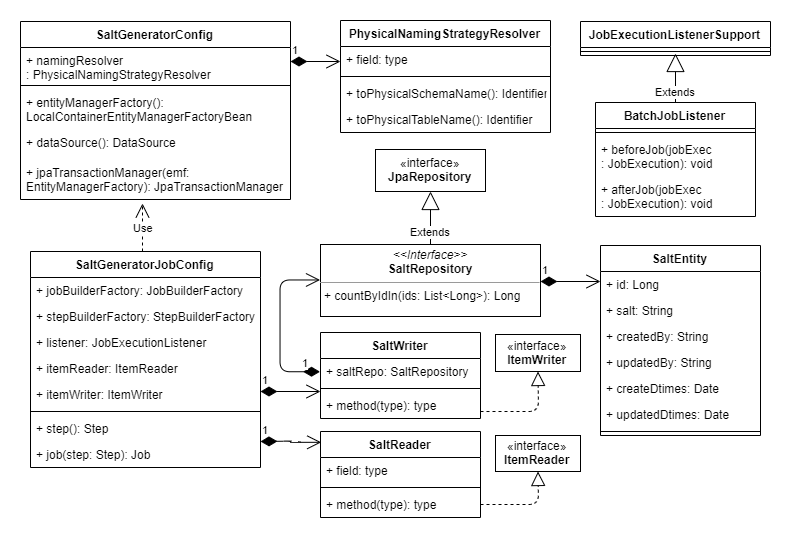 SaltGeneratorConfig
+ namingResolver
: PhysicalNamingStrategyResolver
+ entityManagerFactory():
LocalContainerEntityManagerFactoryBean
+ dataSource(): DataSource
+ jpaTransactionManager(emf:
EntityManagerFactory): JpaTransactionManager
1
PhysicalNamingStrategyResolver
+ field: type
+ toPhysicalSchemaName(): Identifier
+ toPhysicalTableName(): Identifier
JobExecutionListenerSupport
Extends
BatchJobListener
+ beforeJob(jobExec
: JobExecution): void
+ afterJob(jobExec
: JobExecution): void
«interface»
JpaRepository
Extends
Use
SaltGeneratorJobConfig
+ jobBuilderFactory: JobBuilderFactory
+ stepBuilderFactory: StepBuilderFactory
+ listener: JobExecutionListener
+ itemReader: ItemReader
+ itemWriter: ItemWriter
+ step(): Step
+ job(step: Step): Job
1
1
<<Interface>>
SaltRepository
+ countByIdIn(ids: List<Long>): Long
1
SaltEntity
+ id: Long
+ salt: String
+ createdBy: String
+ updatedBy: String
+ createDtimes: Date
+ updatedDtimes: Date
1
SaltWriter
+ saltRepo: SaltRepository
+ method(type): type
«interface»
ItemWriter
SaltReader
+ field: type
+ method(type): type
«interface»
ItemReader